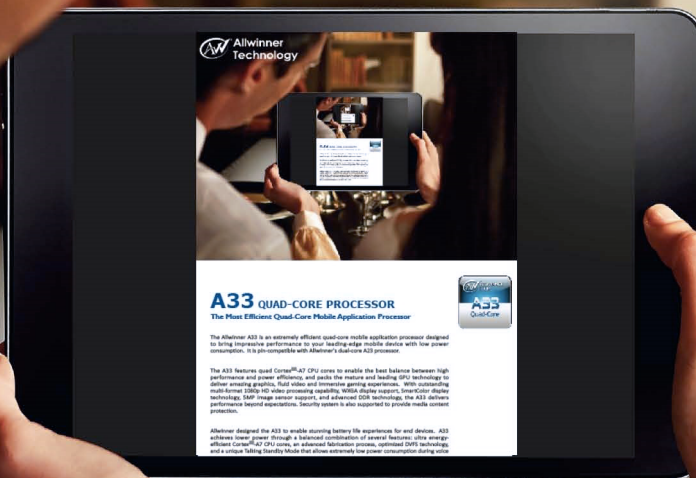 Allwinner
Technology
A33 QUAD-CORE PROCESSOR
The Most Efficient Quad-Core Mobile Application Processor
A33
Quad-Core
The Allwinner A33 is an extremely efficient quad-core mobile application processor designed
to bring impressive performance to your leading-edge mobile device with low power
consumption. It is pin-compatible with Allwinner's dual-core A23 processor.
The A33 features quad Cortex™-A7 CPU cores to enable the best balance between high
performance and power efficiency, and packs the mature and leading GPU technology to
deliver amazing graphics, fluid video and immersive gaming experiences. With outstanding
multi-format 1080p HD video processing capability, WXGA display support, SmartColor display
technology, 5MP image sensor support, and advanced DDR technology, the A33 delivers
performance beyond expectations. Security system is also supported to provide media content
protection.
Allwinner designed the A33 to enable stunning battery life experiences for end devices. A33
achieves lower power through a balanced combination of several features: ultra energy-
efficient Cortex™-A7 CPU cores, an advanced fabrication process, optimized DVFS technology,
and a unique Talking Standby Mode that allows extremely low power consumption during voice